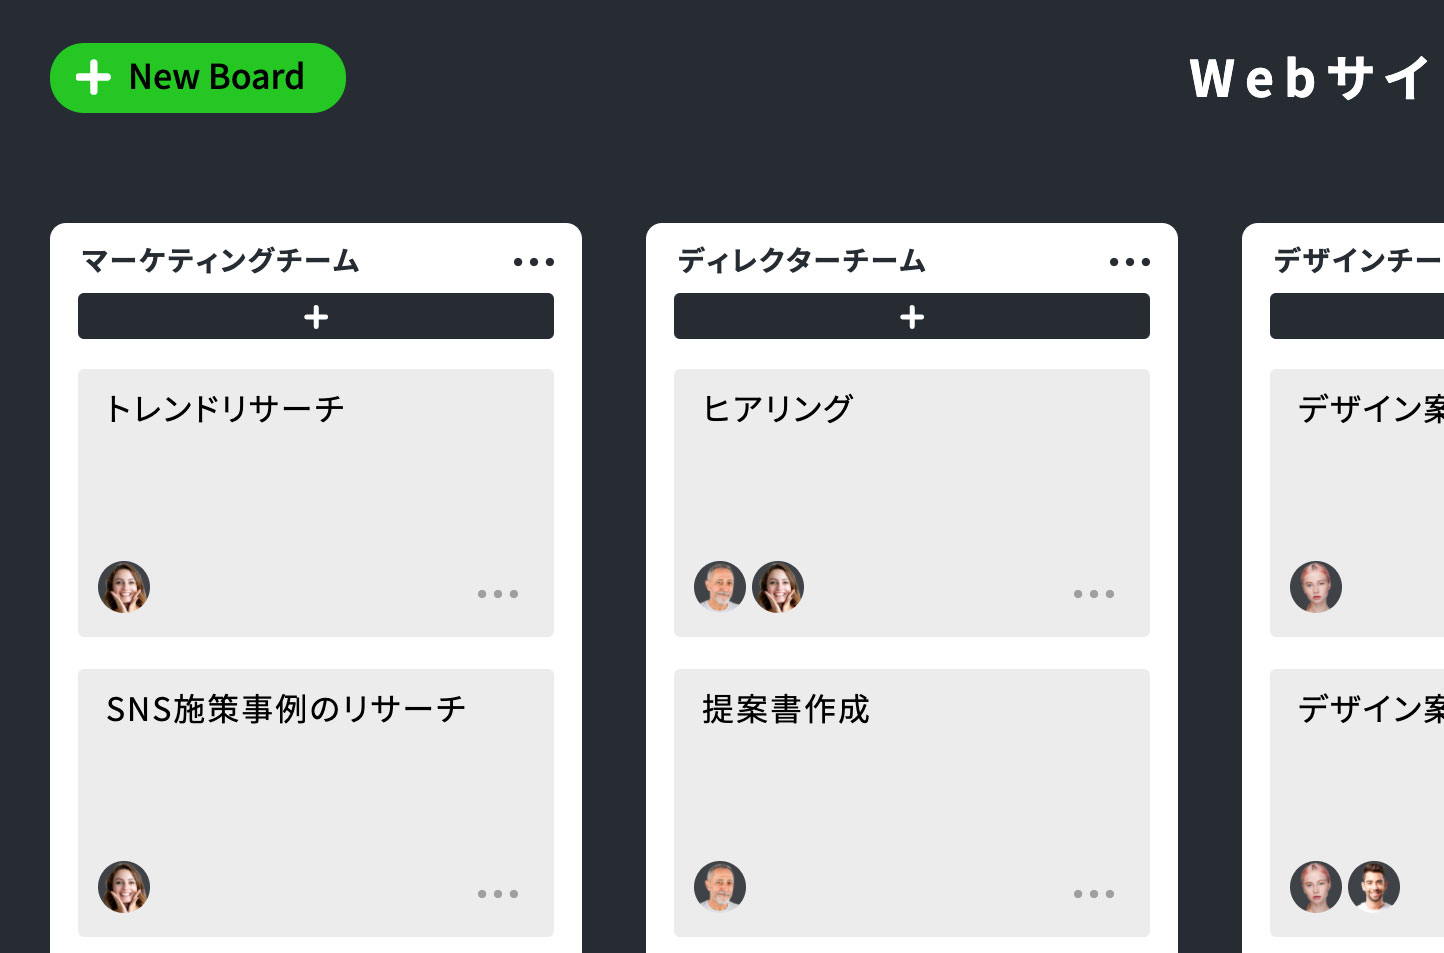 New Board
Webサイ
マーケティングチーム
ディレクターチーム
デザインチー
トレンドリサーチ
ヒアリング
デザイン案
SNS施策事例のリサーチ
提案書作成
デザイン案